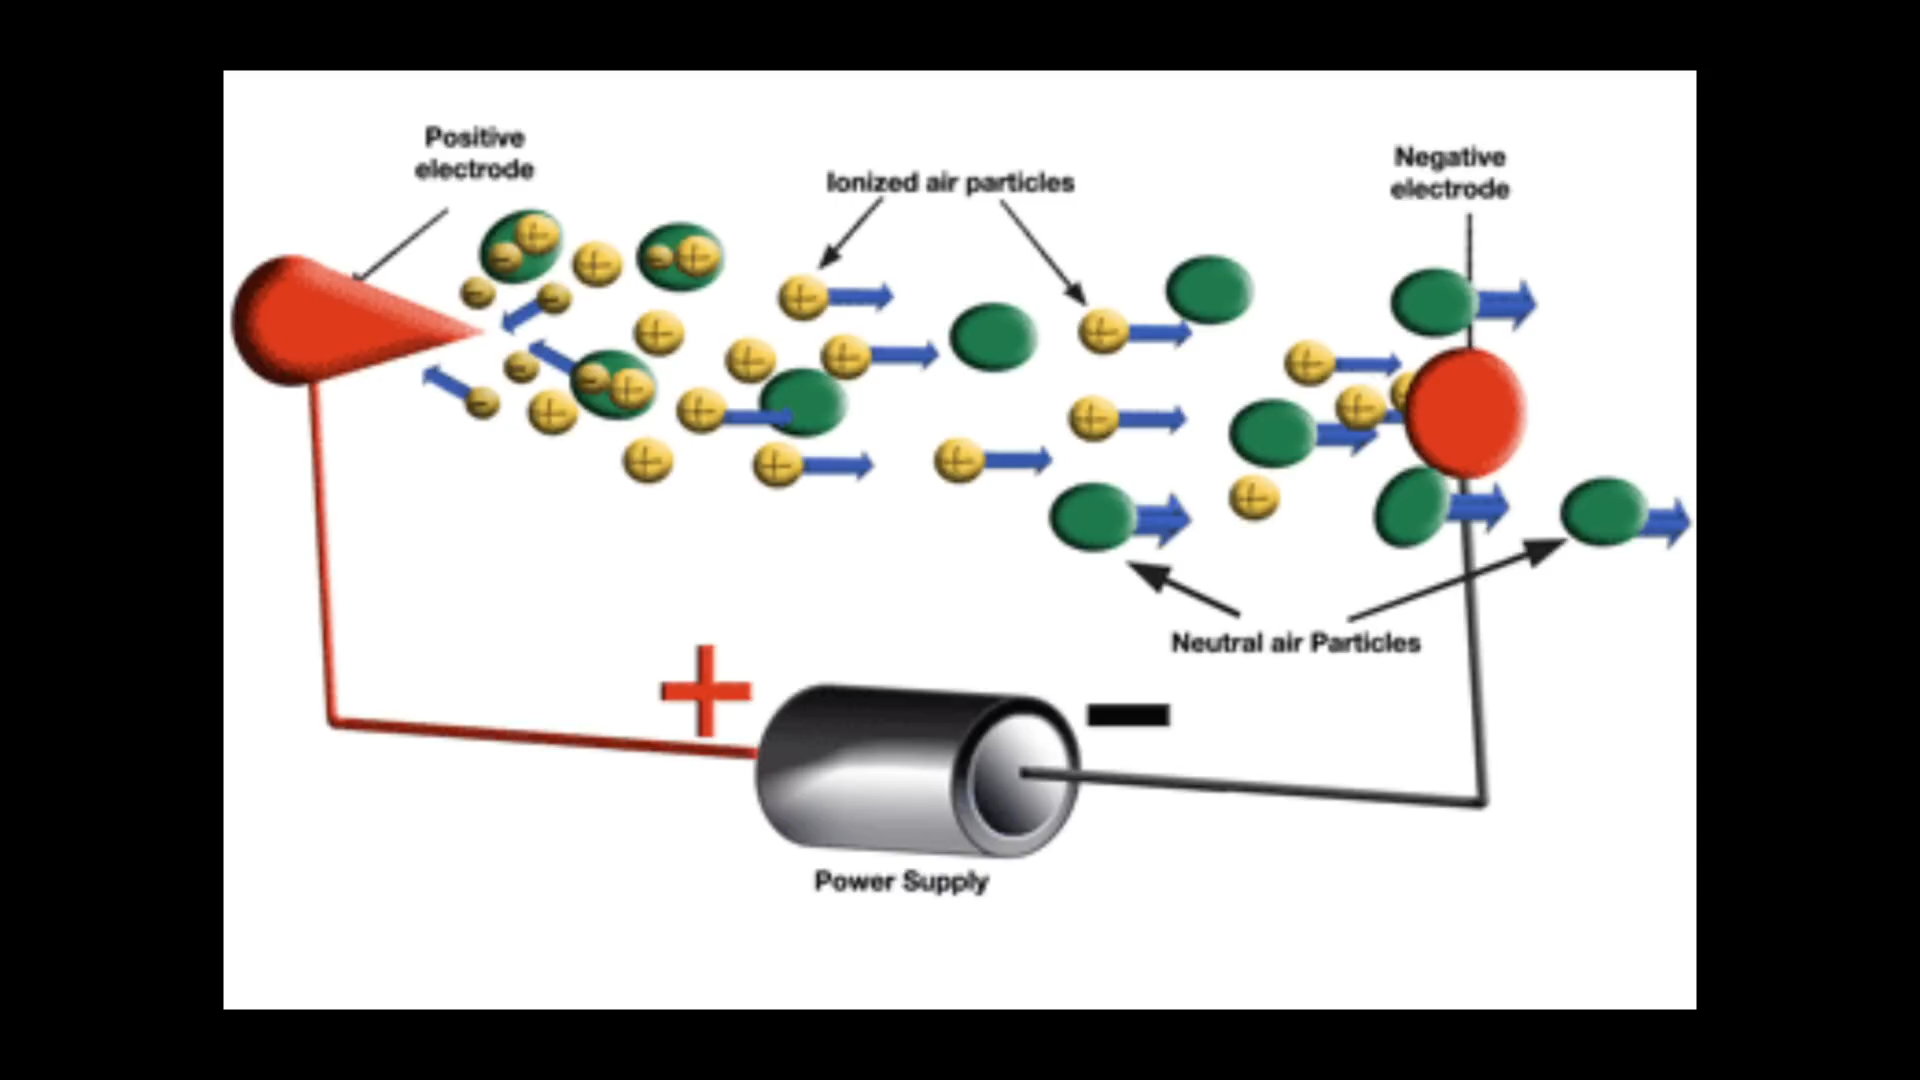 Positive
electrode
Ionized air particles
Negative
electrode
Neutral air Particles
Power Supply